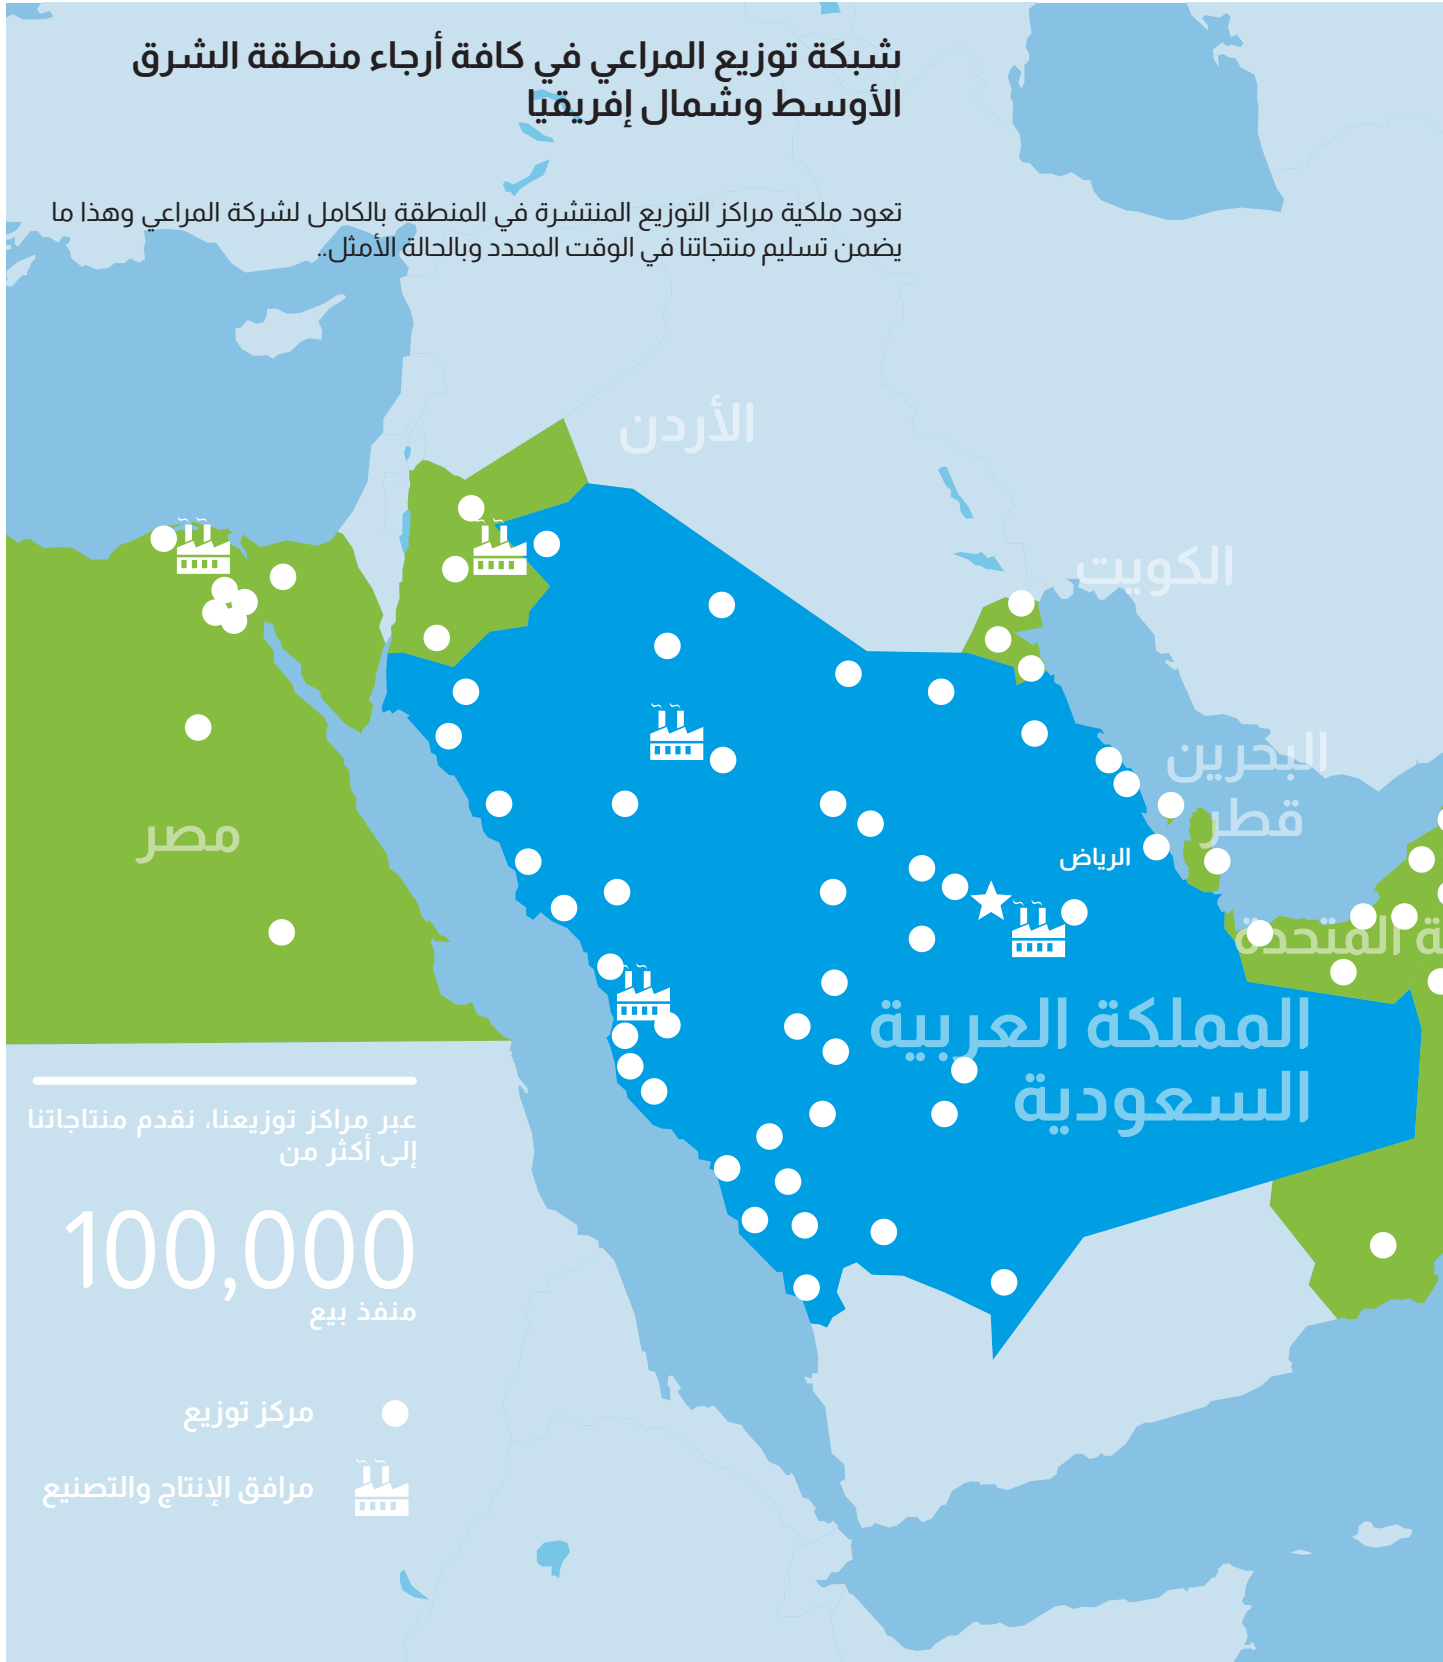 شبكة توزيع المراعي في كافة أرجاء منطقة الشرق
الأوسط وشمال إفريقيا
تعود ملكية مراكز التوزيع المنتشرة في المنطقة بالكامل لشركة المراعي وهذا ما
يضمن تسليم منتجاتنا في الوقت المحدد وبالحالة الأمثل..
الأردن
الكويت
البحرين
قطر
مصر
الرياض
ة المتحدة
المملكة العربية
السعودية
عبر مراكز توزيعنا، نقدم منتاجاتنا
إلى أكثر من
100,000
منفذ بيع
مركز توزيع
مرافق الإنتاج والتصنيع